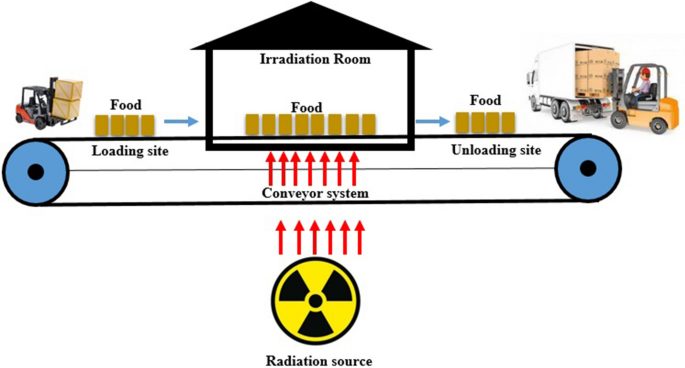 Irradiation Room
Food
Food
Food
Loading site
Unloading site
Conveyor system
Radiation source